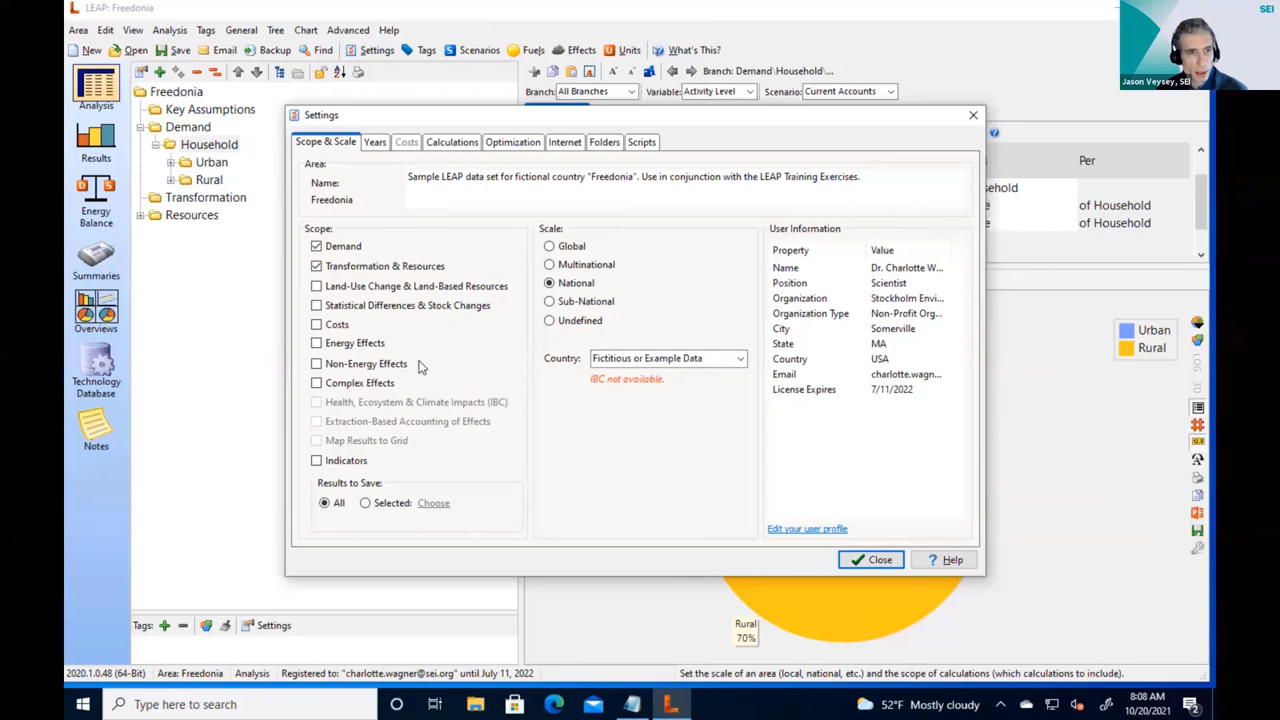 LEAP: Freedonia
SEI
Jason Veysey, SEI
Area Edit View Analysis Tags General Tree Chart Advanced Help
New Open Save Email Backup Find Settings Tags Scenarios Fuels Effects Units What's This?
Branch: Demand\Household\...
Branch: All Branches Variable: Activity Level Scenario: Current Accounts
Analysis
Results
Energy Balance
Summaries
Overviews
Technology Database
Notes
Freedonia
Key Assumptions
Demand
Household
Urban
Rural
Transformation
Resources
Per
of Household
of Household
Settings
Scope & Scale Years Costs Calculations Optimization Internet Folders Scripts
Area:
Name:
Freedonia
Sample LEAP data set for fictional country "Freedonia". Use in conjunction with the LEAP Training Exercises.
Scope:
Demand
Transformation & Resources
Land-Use Change & Land-Based Resources
Statistical Differences & Stock Changes
Costs
Energy Effects
Non-Energy Effects
Complex Effects
Health, Ecosystem & Climate Impacts (IBC)
Extraction-Based Accounting of Effects
Map Results to Grid
Indicators
Results to Save:
All Selected: Choose
Scale:
Global
Multinational
National
Sub-National
Undefined
Country: Fictitious or Example Data
IBC not available.
User Information
Property Value
Name Dr. Charlotte W...
Position Scientist
Organization Stockholm Envi...
Organization Type Non-Profit Org...
City Somerville
State MA
Country USA
Email charlotte.wagn...
License Expires 7/11/2022
Edit your user profile
Close Help
Urban
Rural
LOG
3D
Rural
70%
Tags: Settings
2020.1.0.48 (64-Bit) Area: Freedonia Analysis Registered to: "charlotte.wagner@sei.org" until July 11, 2022 Set the scale of an area (local, national, etc.) and the scope of calculations (which calculations to include).
Type here to search
52°F Mostly cloudy
8:08 AM
10/20/2021
2